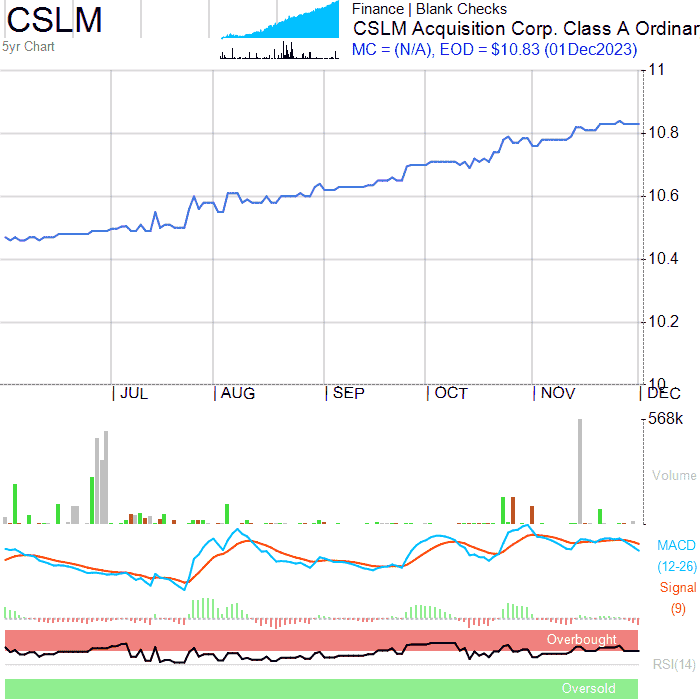 CSLM
5yr Chart
Finance | Blank Checks
CSLM Acquisition Corp. Class A Ordinar
MC = (N/A), EOD = $10.83 (01Dec2023)
11
10.8
10.6
10.4
10.2
10
JUL AUG SEP OCT NOV DEC
568k
Volume
MACD
(12-26)
Signal
(9)
Overbought
RSI(14)
Oversold